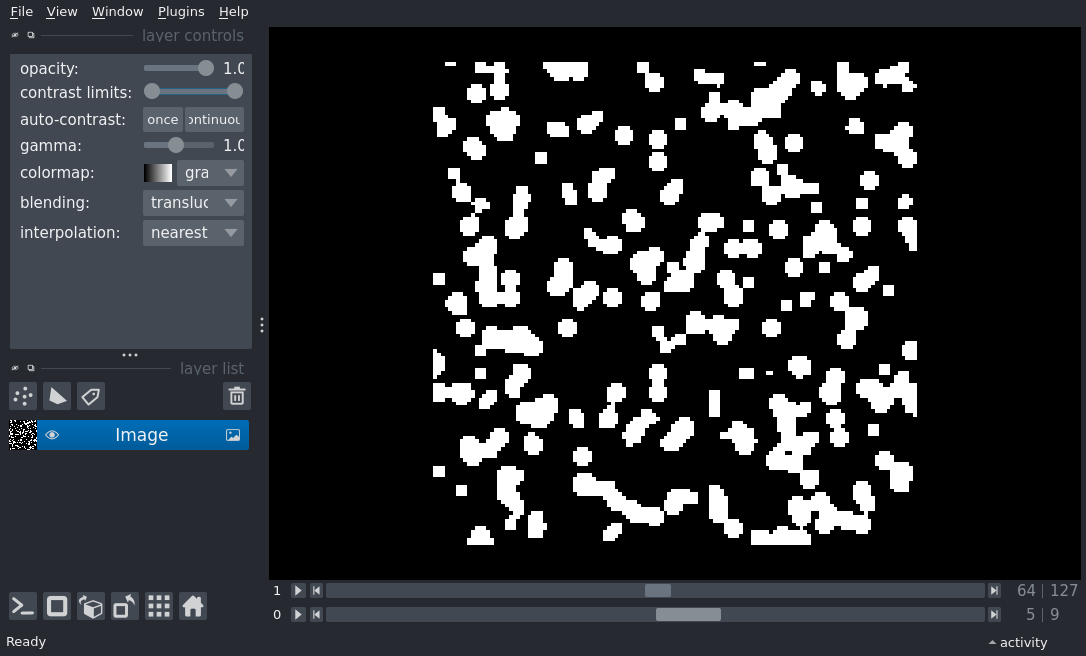 File View Window Plugins Help
layer controls
opacity: 1.0
contrast limits:
auto-contrast: once ontinuou
gamma: 1.0
colormap: gra
blending: transluc
interpolation: nearest
layer list
Image
1 64 | 127
0 5 | 9
Ready activity